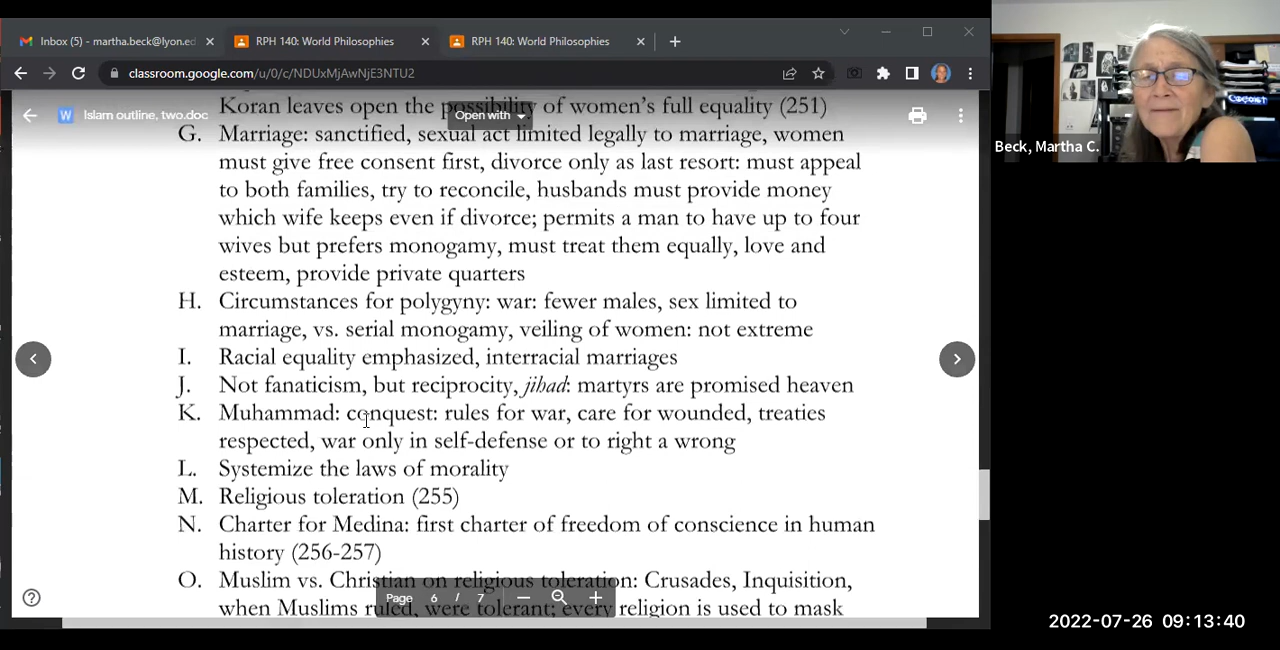 Inbox (5) - martha.beck@lyon.ed
RPH 140: World Philosophies
RPH 140: World Philosophies
classroom.google.com/u/0/c/NDUxMjAwNjE3NTU2
Islam outline, two.doc
Open with
Koran leaves open the possibility of women's full equality (251)
G. Marriage: sanctified, sexual act limited legally to marriage, women
must give free consent first, divorce only as last resort: must appeal
to both families, try to reconcile, husbands must provide money
which wife keeps even if divorce; permits a man to have up to four
wives but prefers monogamy, must treat them equally, love and
esteem, provide private quarters
H. Circumstances for polygyny: war: fewer males, sex limited to
marriage, vs. serial monogamy, veiling of women: not extreme
I. Racial equality emphasized, interracial marriages
J. Not fanaticism, but reciprocity, jihad: martyrs are promised heaven
K. Muhammad: conquest: rules for war, care for wounded, treaties
respected, war only in self-defense or to right a wrong
L. Systemize the laws of morality
M. Religious toleration (255)
N. Charter for Medina: first charter of freedom of conscience in human
history (256-257)
O. Muslim vs. Christian on religious toleration: Crusades, Inquisition,
when Muslims ruled, were tolerant; every religion is used to mask
Page 6 / 7
Beck, Martha C.
2022-07-26 09:13:40